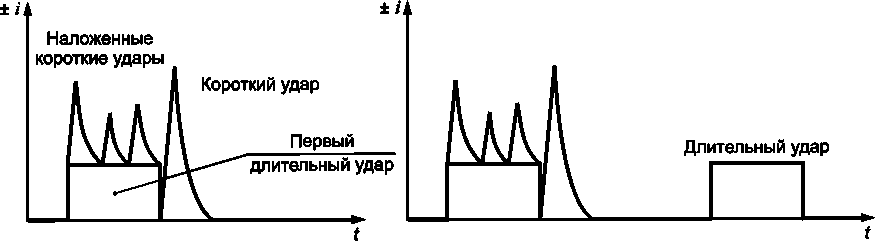 ± i
Наложенные
короткие удары
Короткий удар
Первый
длительный удар
t
± i
Длительный удар
t